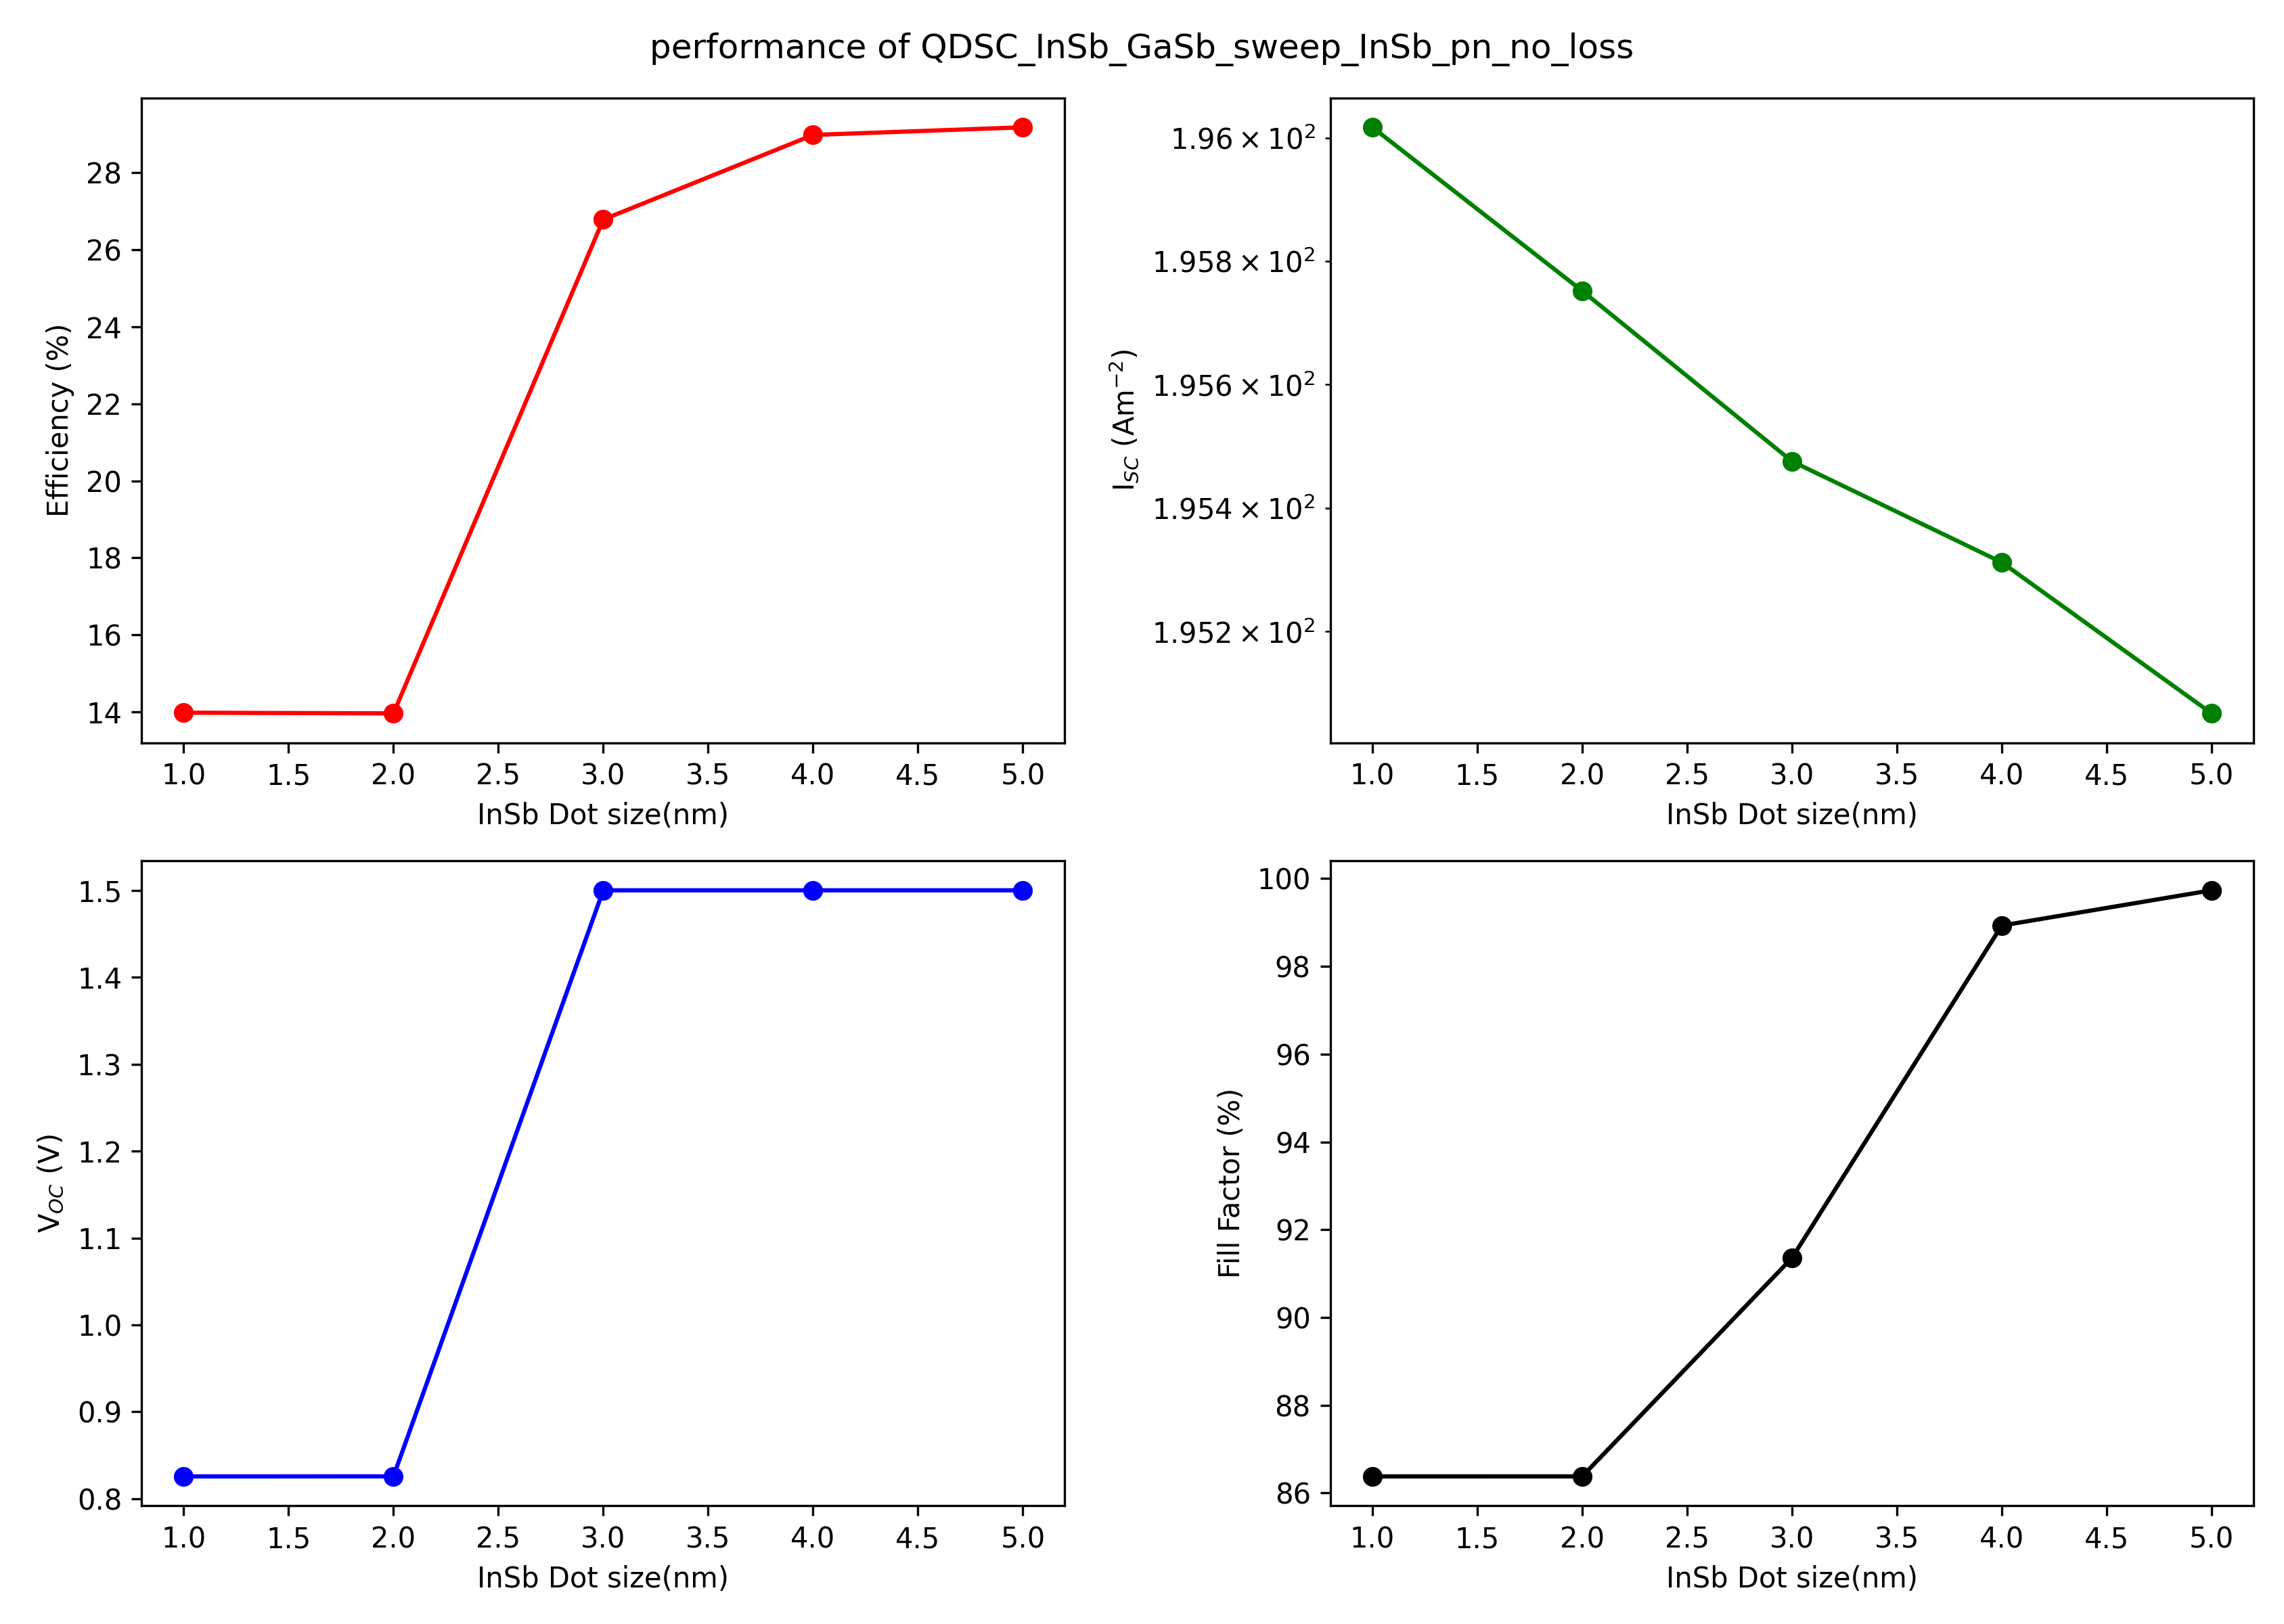 performance of QDSC_InSb_GaSb_sweep_InSb_pn_no_loss
Efficiency (%)
28
26
24
22
20
18
16
14
1.0 1.5 2.0 2.5 3.0 3.5 4.0 4.5 5.0
InSb Dot size(nm)
I_SC (Am⁻²)
1.96 × 10²
1.958 × 10²
1.956 × 10²
1.954 × 10²
1.952 × 10²
1.0 1.5 2.0 2.5 3.0 3.5 4.0 4.5 5.0
InSb Dot size(nm)
V_OC (V)
1.5
1.4
1.3
1.2
1.1
1.0
0.9
0.8
1.0 1.5 2.0 2.5 3.0 3.5 4.0 4.5 5.0
InSb Dot size(nm)
Fill Factor (%)
100
98
96
94
92
90
88
86
1.0 1.5 2.0 2.5 3.0 3.5 4.0 4.5 5.0
InSb Dot size(nm)